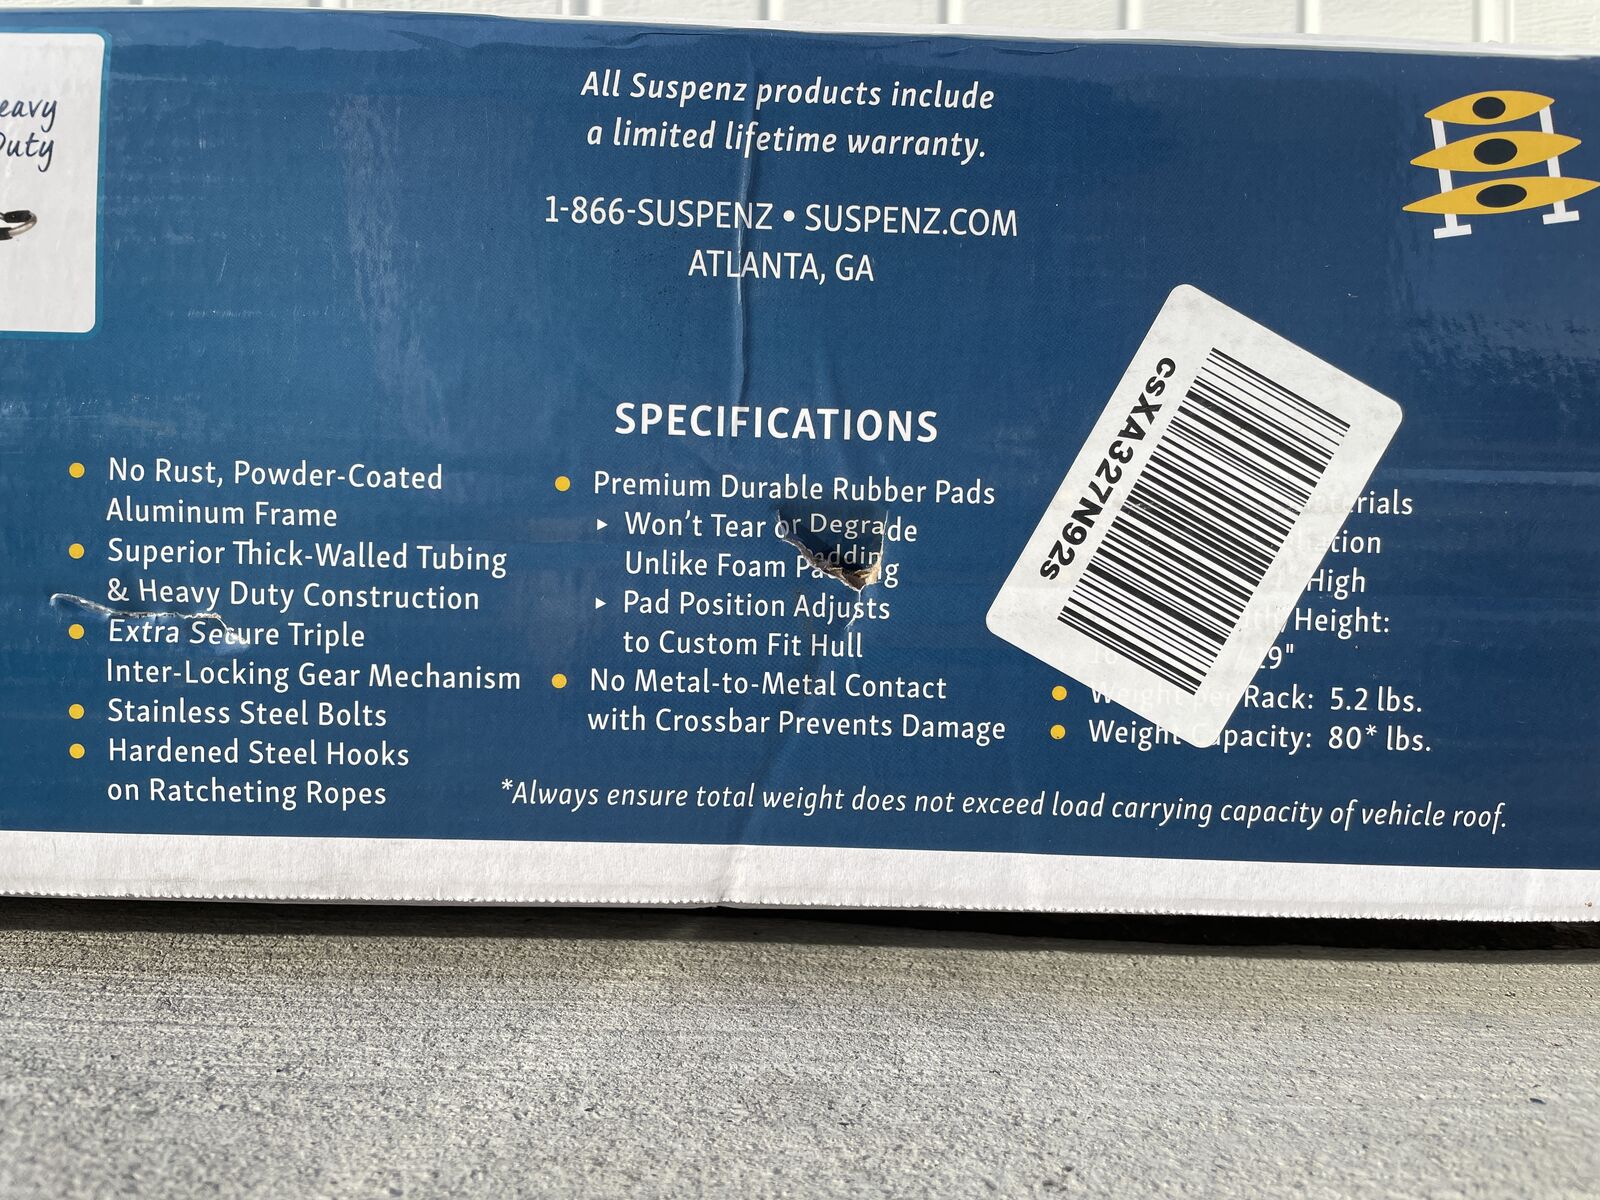 eavy
Duty
All Suspenz products include
a limited lifetime warranty.
1-866-SUSPENZ • SUSPENZ.COM
ATLANTA, GA
SPECIFICATIONS
No Rust, Powder-Coated
Aluminum Frame
Superior Thick-Walled Tubing
& Heavy Duty Construction
Extra Secure Triple
Inter-Locking Gear Mechanism
Stainless Steel Bolts
Hardened Steel Hooks
on Ratcheting Ropes
Premium Durable Rubber Pads
▸ Won't Tear or Degrade
Unlike Foam Padding
▸ Pad Position Adjusts
to Custom Fit Hull
No Metal-to-Metal Contact
with Crossbar Prevents Damage
High
Height:
Weight per Rack: 5.2 lbs.
Weight Capacity: 80* lbs.
*Always ensure total weight does not exceed load carrying capacity of vehicle roof.
csXA327N92s